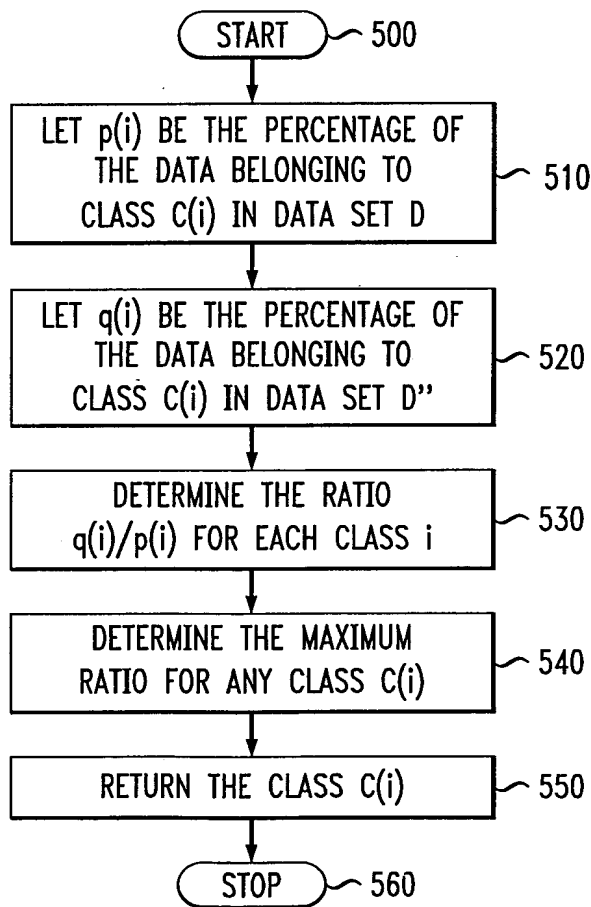 START
500
LET p(i) BE THE PERCENTAGE OF
THE DATA BELONGING TO
CLASS C(i) IN DATA SET D
510
LET q(i) BE THE PERCENTAGE OF
THE DATA BELONGING TO
CLASS C(i) IN DATA SET D''
520
DETERMINE THE RATIO
q(i)/p(i) FOR EACH CLASS i
530
DETERMINE THE MAXIMUM
RATIO FOR ANY CLASS C(i)
540
RETURN THE CLASS C(i)
550
STOP
560